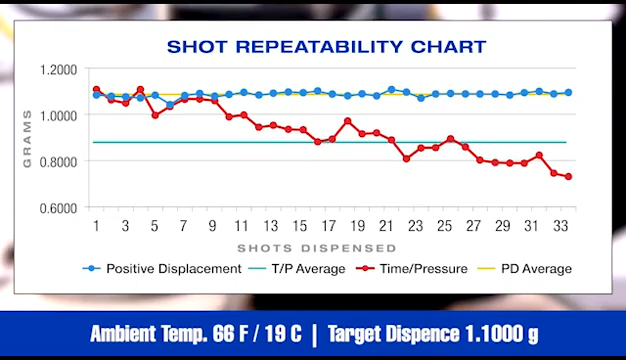 SHOT REPEATABILITY CHART
1.2000
1.0000
0.8000
0.6000
GRAMS
1 3 5 7 9 11 13 15 17 19 21 23 25 27 29 31 33
SHOTS DISPENSED
Positive Displacement T/P Average Time/Pressure PD Average
Ambient Temp. 66 F / 19 C | Target Dispence 1.1000 g